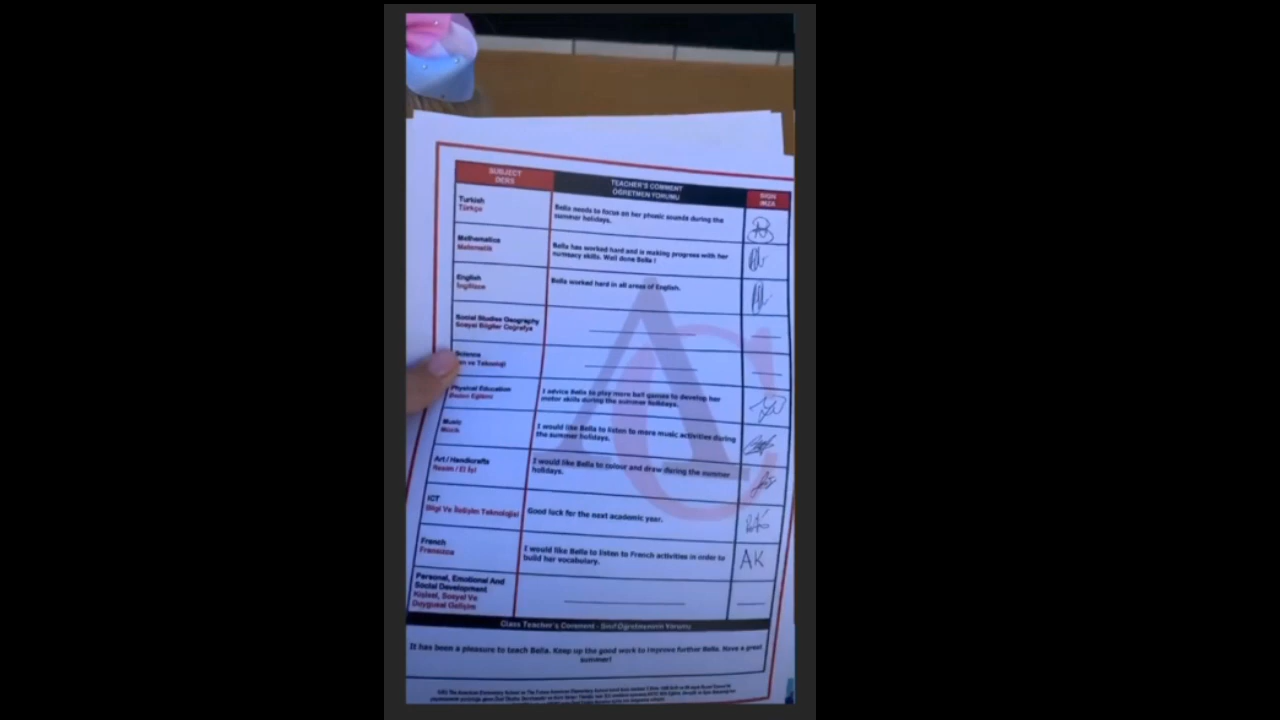 SUBJECT
DERS
TEACHER'S COMMENT
ÖĞRETMEN YORUMU
SIGN
İMZA
Turkish
Türkçe
Bella needs to focus on her phonic sounds during the
summer holidays.
Mathematics
Matematik
Bella has worked hard and is making progress with her
numeracy skills. Well done Bella !
English
İngilizce
Bella worked hard in all areas of English.
Social Studies Geography
Sosyal Bilgiler Coğrafya
Science
en ve Teknoloji
Physical Education
Beden Eğitimi
I advice Bella to play more ball games to develop her
motor skills during the summer holidays.
Music
Müzik
I would like Bella to listen to more music activities during
the summer holidays.
Art / Handicrafts
Resim / El İşi
I would like Bella to colour and draw during the summer
holidays.
ICT
Bilgi Ve İletişim Teknolojisi
Good luck for the next academic year.
French
Fransızca
I would like Bella to listen to French activities in order to
build her vocabulary.
AK
Personal, Emotional And
Social Development
Kişisel, Sosyal Ve
Duygusal Gelişim
Class Teacher's Comment - Sınıf Öğretmeninin Yorumu
It has been a pleasure to teach Bella. Keep up the good work to improve further Bella. Have a great
summer!